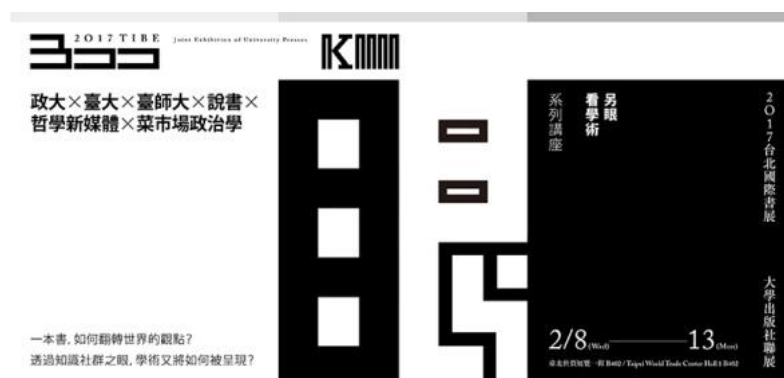 2017 TIBE
Joint Exhibition of University Presses
政大×臺大×臺師大×說書×
哲學新媒體×菜市場政治學
一本書，如何翻轉世界的觀點？
透過知識社群之眼，學術又將如何被呈現？
另眼
看學術
系列講座
2017台北國際書展 大學出版社聯展
2/8(Wed)——13(Mon)
臺北世貿展覽一館 B402 / Taipei World Trade Center Hall 1 B402